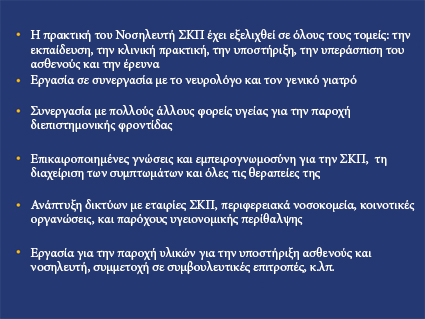 • Η πρακτική του Νοσηλευτή ΣΚΠ έχει εξελιχθεί σε όλους τους τομείς: την
εκπαίδευση, την κλινική πρακτική, την υποστήριξη, την υπεράσπιση του
ασθενούς και την έρευνα
• Εργασία σε συνεργασία με το νευρολόγο και τον γενικό γιατρό
• Συνεργασία με πολλούς άλλους φορείς υγείας για την παροχή
διεπιστημονικής φροντίδας
• Επικαιροποιημένες γνώσεις και εμπειρογνωμοσύνη για την ΣΚΠ, τη
διαχείριση των συμπτωμάτων και όλες τις θεραπείες της
• Ανάπτυξη δικτύων με εταιρίες ΣΚΠ, περιφερειακά νοσοκομεία, κοινοτικές
οργανώσεις, και παρόχους υγειονομικής περίθαλψης
• Εργασία για την παροχή υλικών για την υποστήριξη ασθενούς και
νοσηλευτή, συμμετοχή σε συμβουλευτικές επιτροπές, κ.λπ.